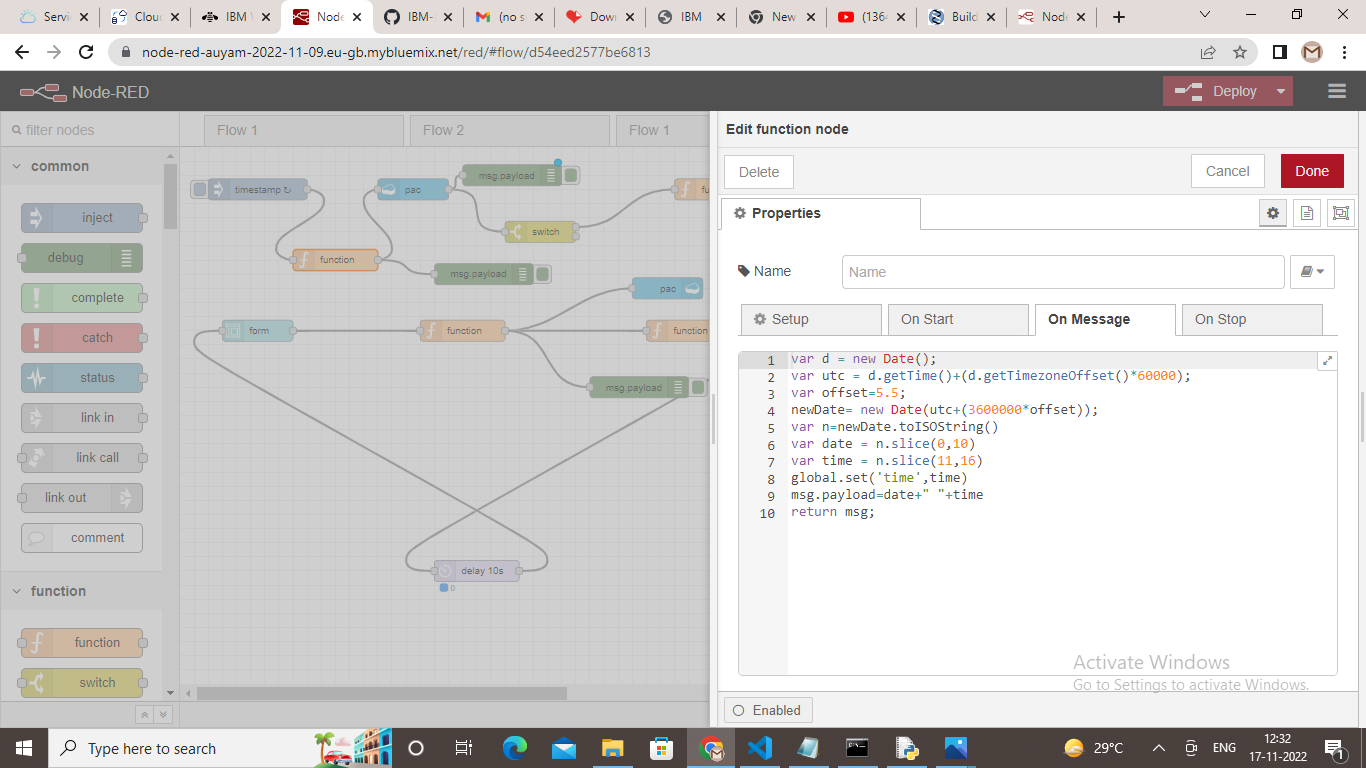 Servic
Clouc
IBM W
Node
IBM-
(no s
Down
IBM
New
(136
Build
Node
node-red-auyam-2022-11-09.eu-gb.mybluemix.net/red/#flow/d54eed2577be6813
Node-RED
Deploy
filter nodes
Flow 1
Flow 2
Flow 1
Edit function node
Delete
Cancel
Done
common
inject
debug
complete
catch
status
link in
link call
link out
comment
function
function
switch
timestamp ↻
pac
msg.payload
fu
switch
function
msg.payload
pac
form
function
function
msg.payload
delay 10s
0
Properties
Name
Name
Setup
On Start
On Message
On Stop
1 var d = new Date();
2 var utc = d.getTime()+(d.getTimezoneOffset()*60000);
3 var offset=5.5;
4 newDate= new Date(utc+(3600000*offset));
5 var n=newDate.toISOString()
6 var date = n.slice(0,10)
7 var time = n.slice(11,16)
8 global.set('time',time)
9 msg.payload=date+" "+time
10 return msg;
Activate Windows
Go to Settings to activate Windows.
Enabled
Type here to search
29°C
ENG
12:32
17-11-2022
1